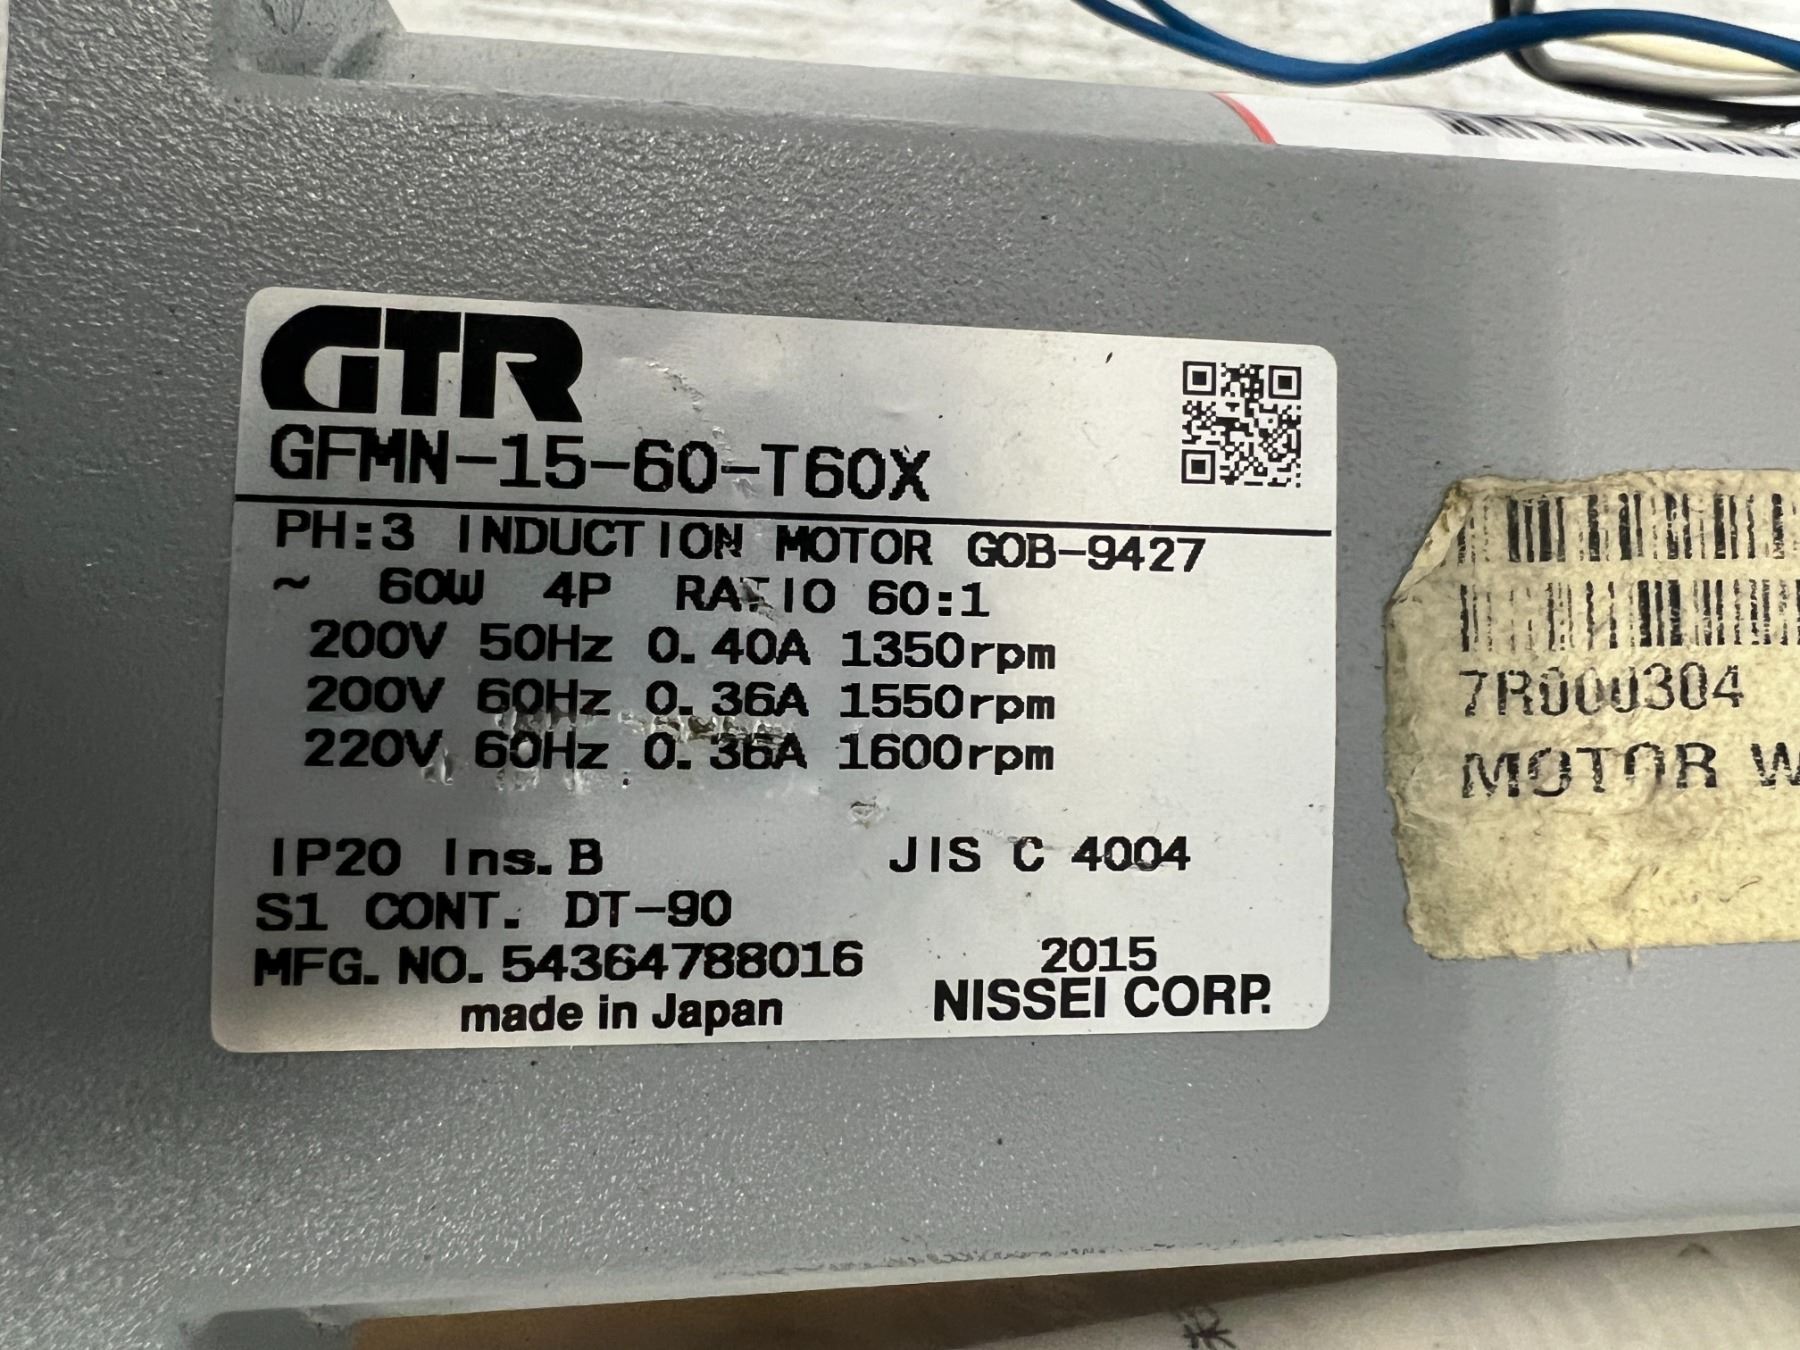 GTR
GFMN-15-60-T60X
PH:3 INDUCTION MOTOR GOB-9427
~ 60W 4P RATIO 60:1
200V 50Hz 0.40A 1350rpm
200V 60Hz 0.36A 1550rpm
220V 60Hz 0.36A 1600rpm
IP20 Ins.B JIS C 4004
S1 CONT. DT-90
MFG.NO.54364788016 2015
made in Japan NISSEI CORP.
7R000304
MOTOR W